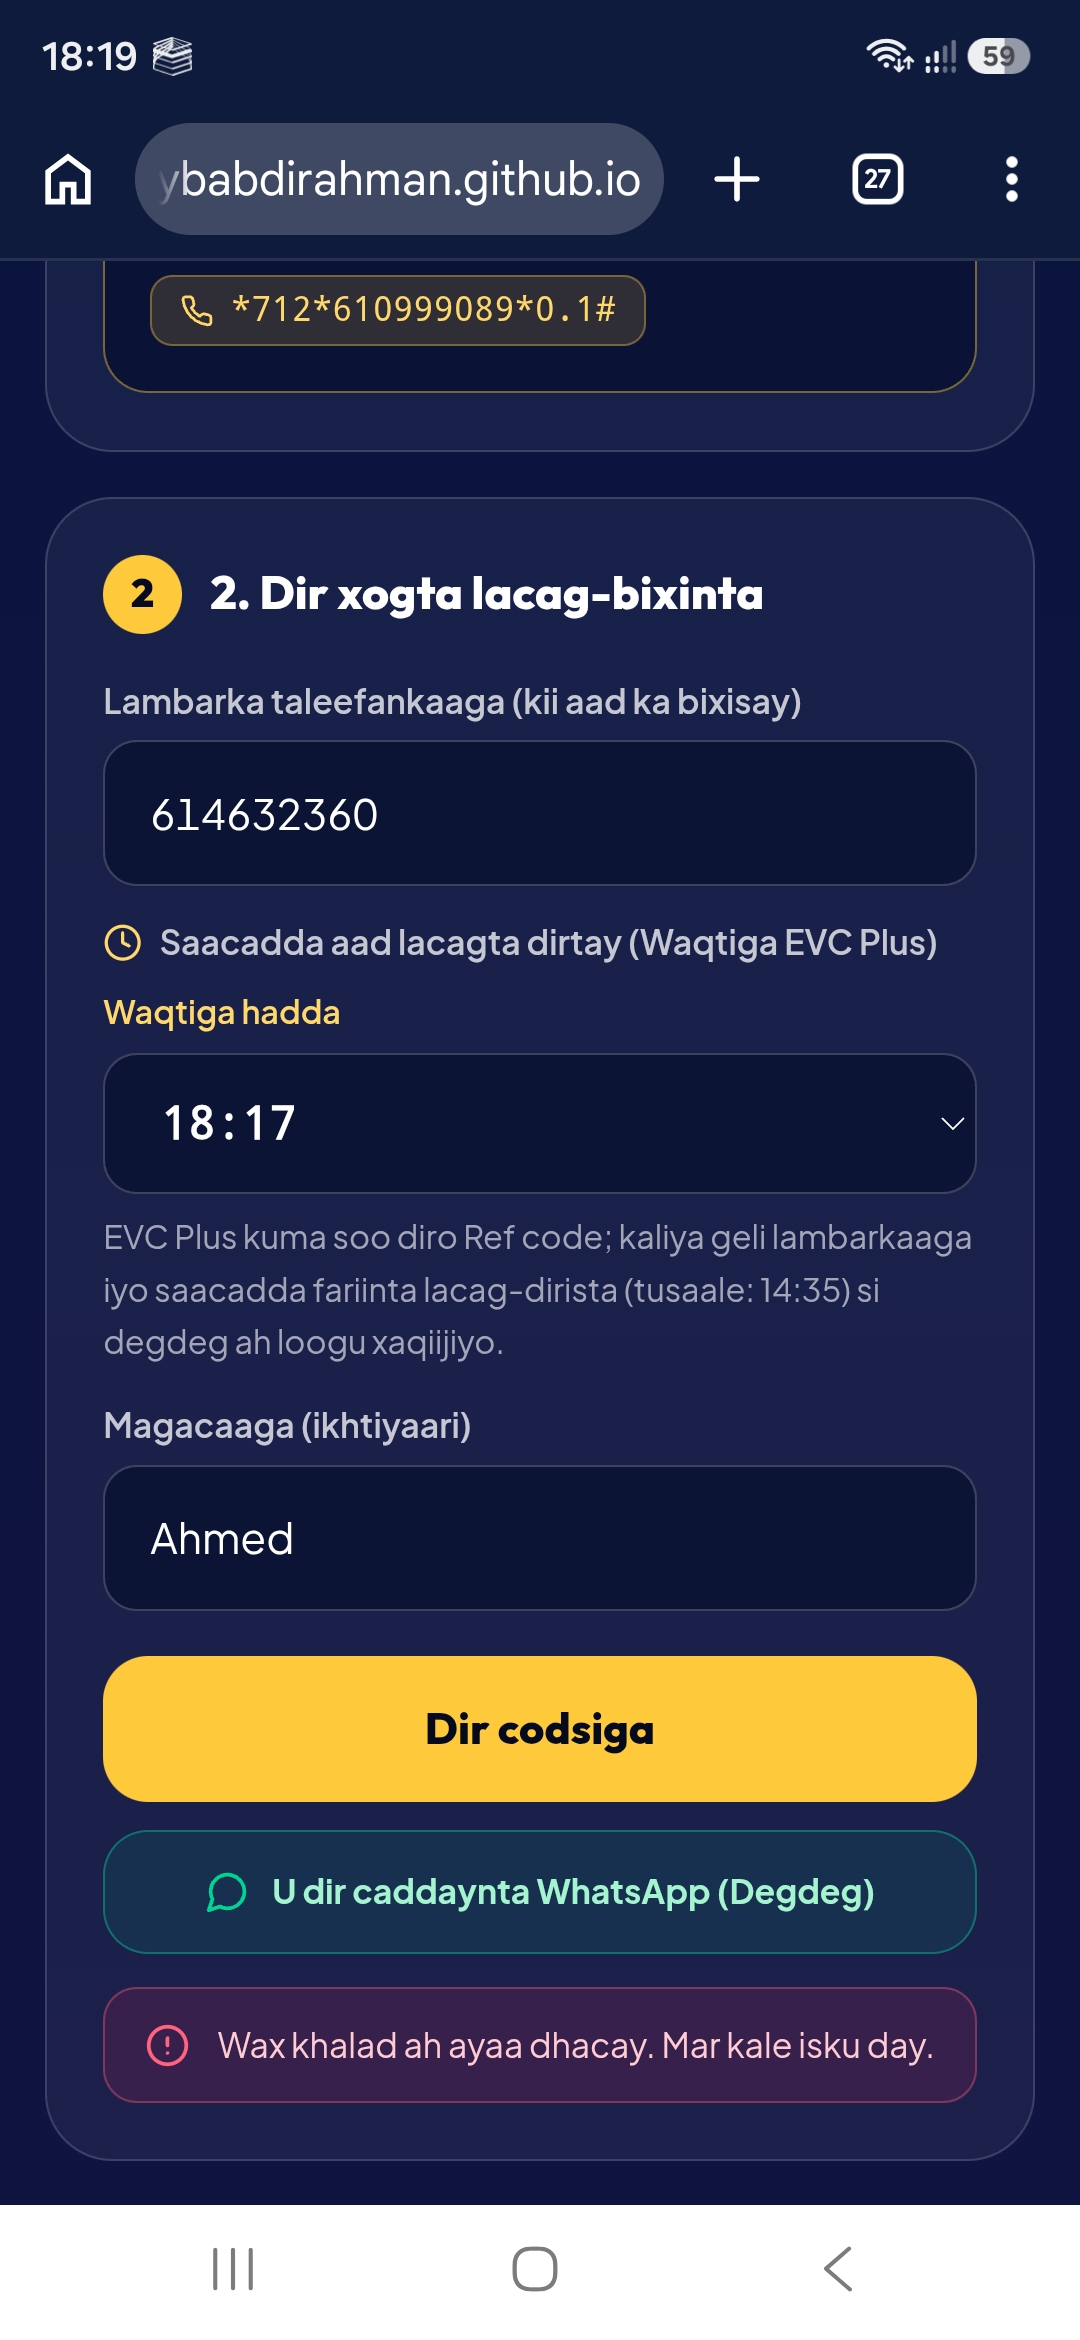 18:19
59
ybabdirahman.github.io
27
*712*610999089*0.1#
2
2. Dir xogta lacag-bixinta
Lambarka taleefankaaga (kii aad ka bixisay)
614632360
Saacadda aad lacagta dirtay (Waqtiga EVC Plus)
Waqtiga hadda
18:17
EVC Plus kuma soo diro Ref code; kaliya geli lambarkaaga
iyo saacadda fariinta lacag-dirista (tusaale: 14:35) si
degdeg ah loogu xaqiijiyo.
Magacaaga (ikhtiyaari)
Ahmed
Dir codsiga
U dir caddaynta WhatsApp (Degdeg)
Wax khalad ah ayaa dhacay. Mar kale isku day.